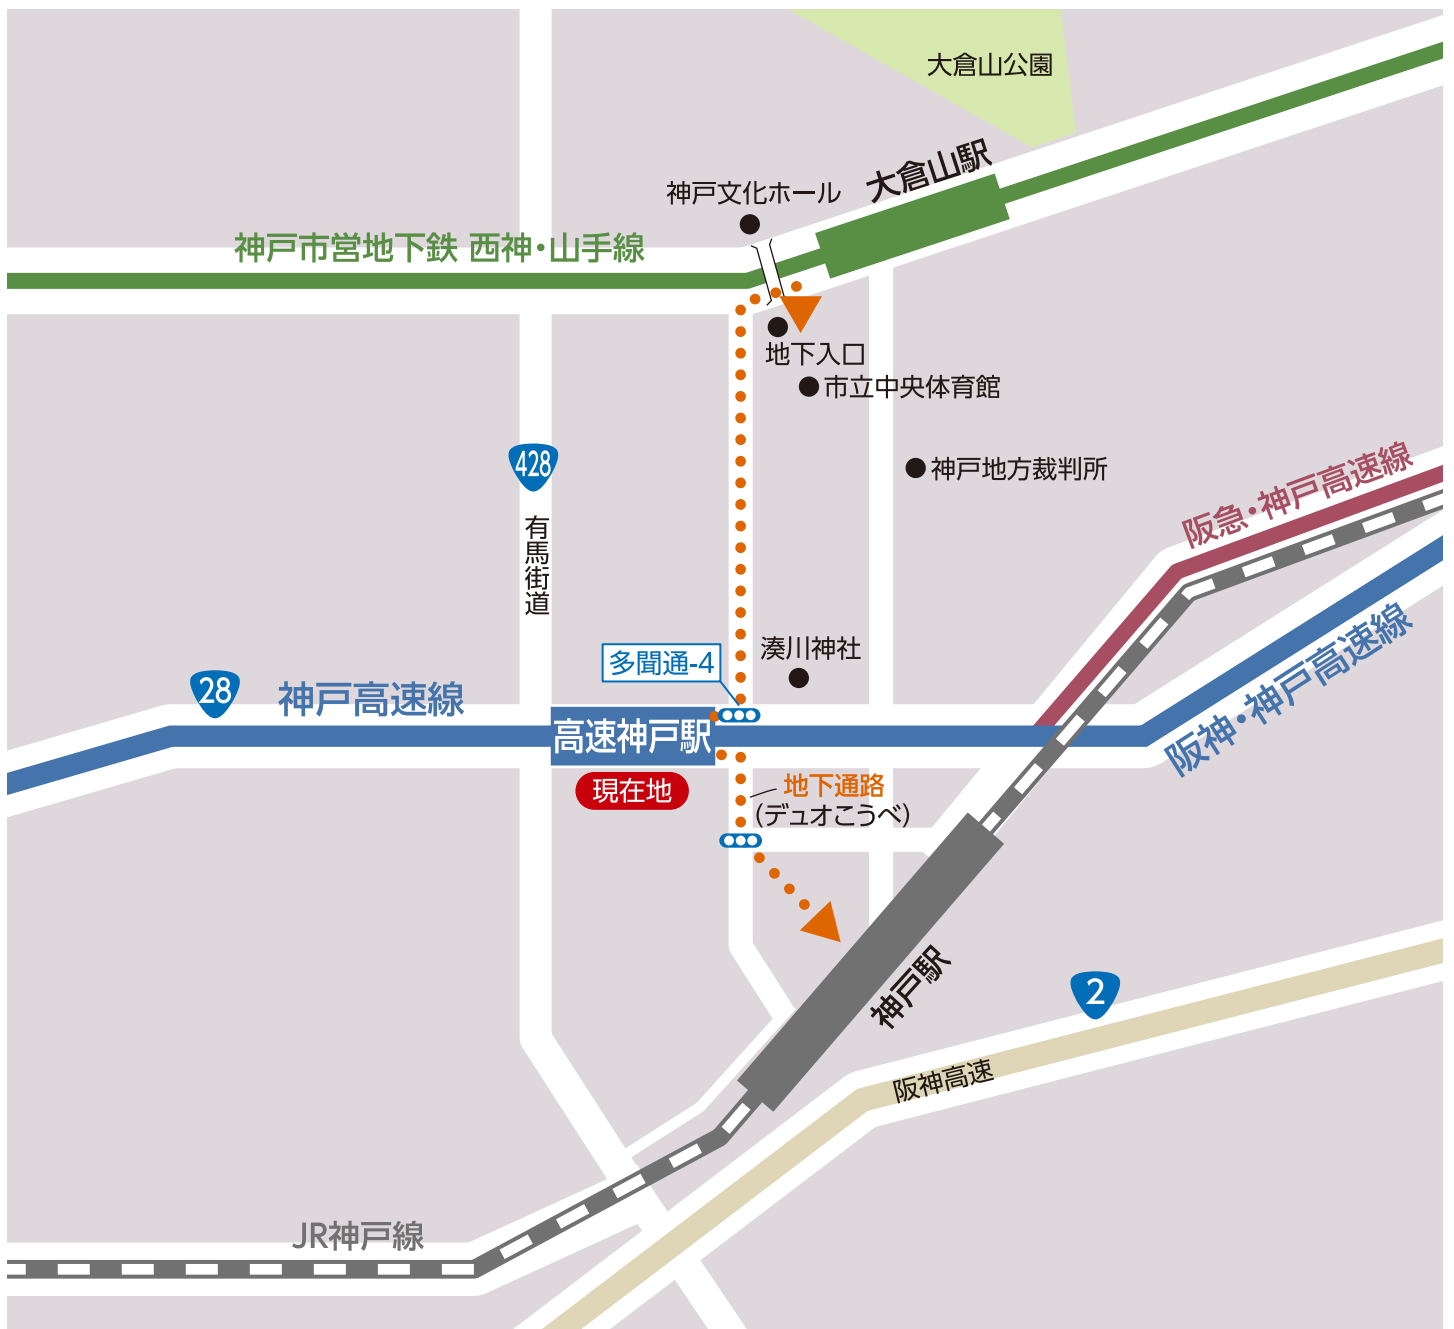 大倉山公園
大倉山駅
神戸文化ホール
神戸市営地下鉄 西神・山手線
地下入口
市立中央体育館
428
神戸地方裁判所
阪急・神戸高速線
有馬街道
湊川神社
多聞通-4
28
神戸高速線
阪神・神戸高速線
高速神戸駅
現在地
地下通路
(デュオこうべ)
神戸駅
2
阪神高速
JR神戸線